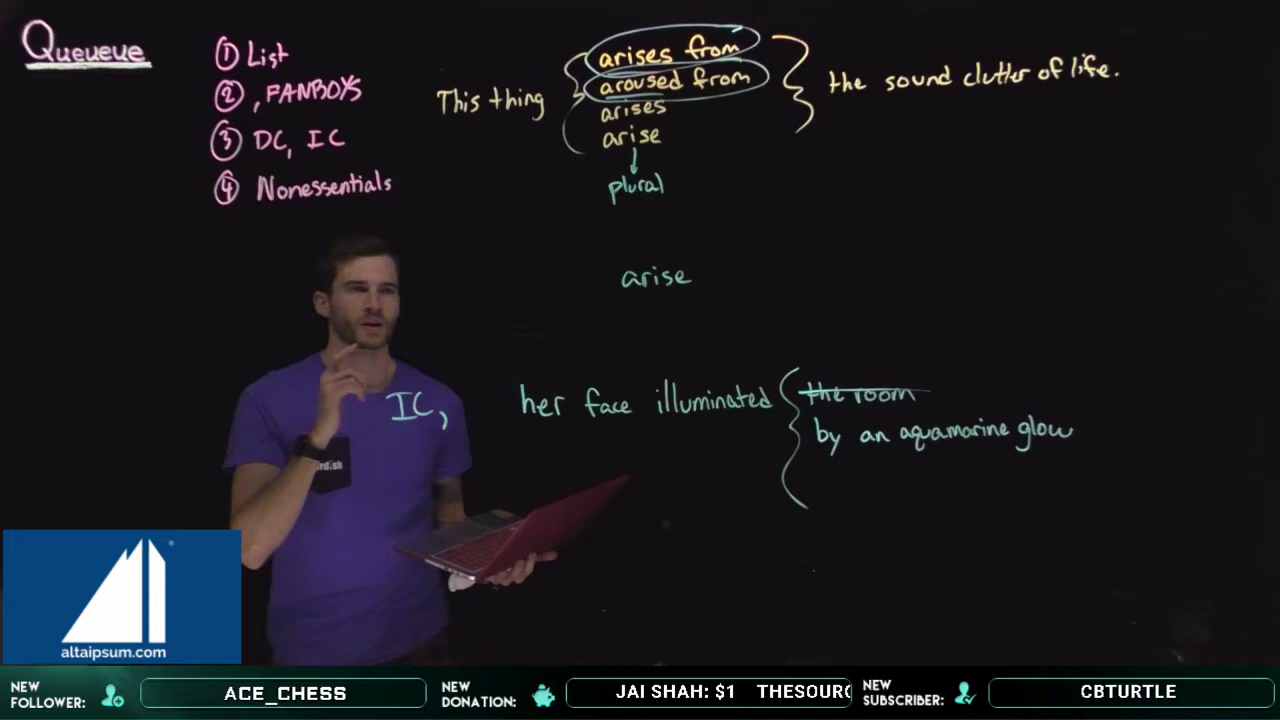 Queueue
① List
② , FANBOYS
③ DC, IC
④ Nonessentials
This thing
arises from
aroused from
arises
arise
plural
the sound clutter of life.
arise
IC,
her face illuminated
the room
by an aquamarine glow
altaipsum.com
NEW FOLLOWER:
ACE_CHESS
NEW DONATION:
JAI SHAH: $1 THESOURC
NEW SUBSCRIBER:
CBTURTLE